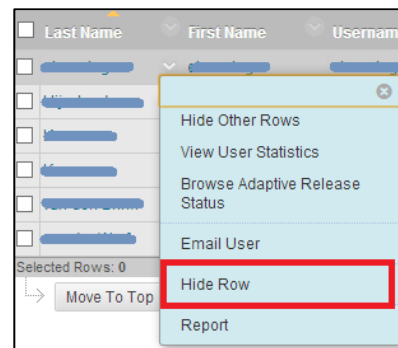 Last Name First Name Usernam
Hide Other Rows
View User Statistics
Browse Adaptive Release
Status
Email User
Selected Rows: 0
Hide Row
Move To Top
Report